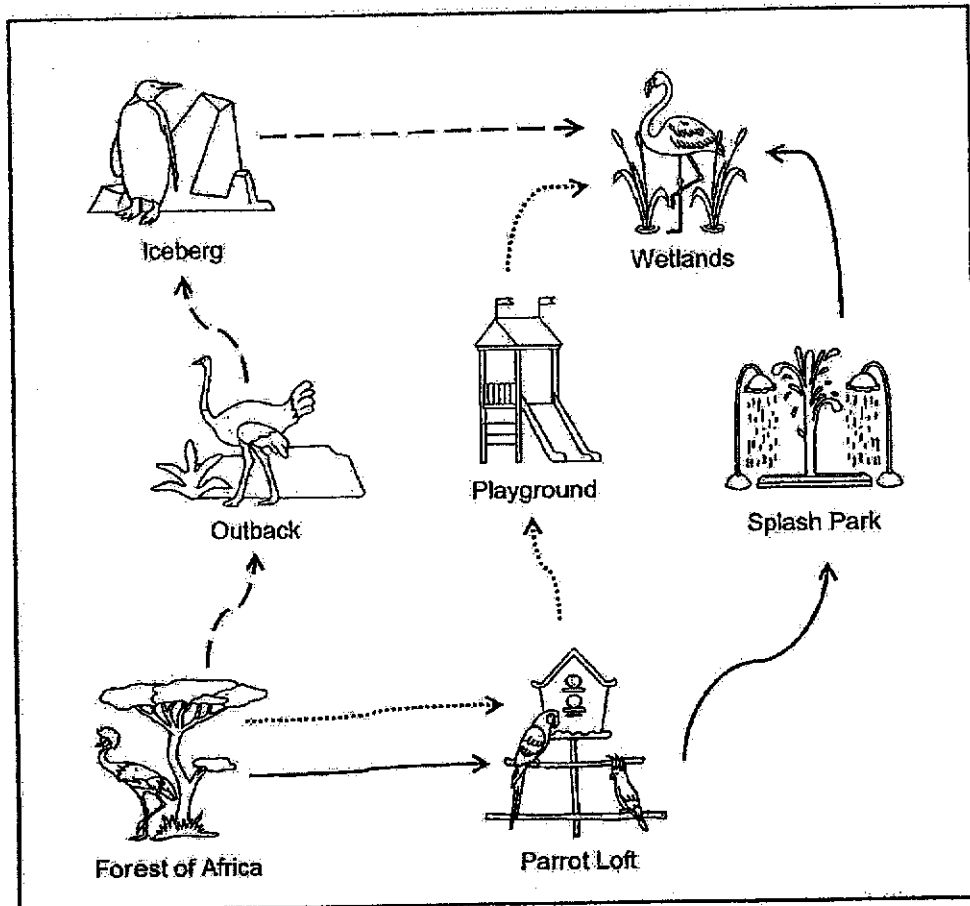 Iceberg
Wetlands
Playground
Outback
Splash Park
Forest of Africa
Parrot Loft